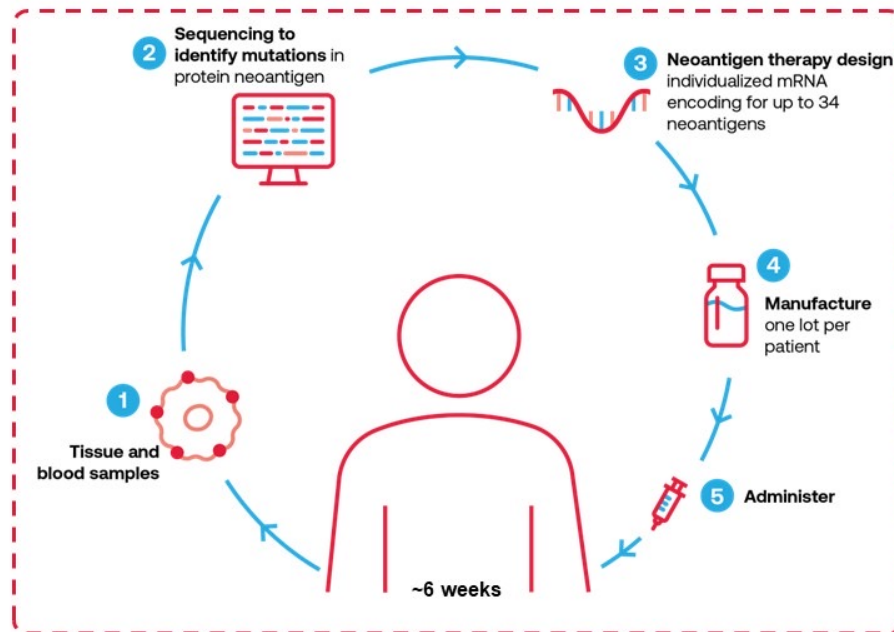 1
Tissue and
blood samples
2
Sequencing to
identify mutations in
protein neoantigen
3
Neoantigen therapy design
individualized mRNA
encoding for up to 34
neoantigens
4
Manufacture
one lot per
patient
5
Administer
~6 weeks